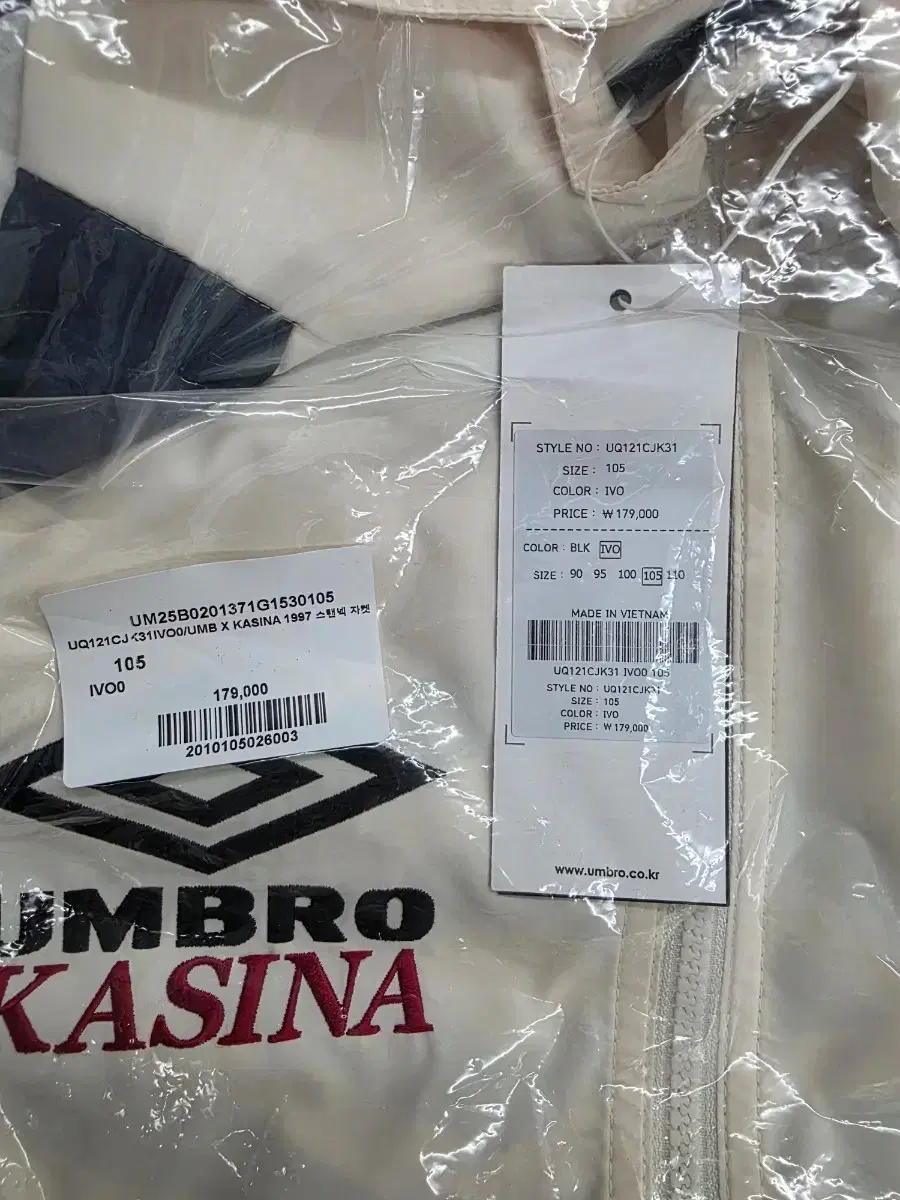 STYLE NO : UQ121CJK31
SIZE : 105
COLOR : IVO
PRICE : ₩ 179,000
COLOR : BLK IVO
SIZE : 90 95 100 105 110
MADE IN VIETNAM
UQ121CJK31 IVO0 105
STYLE NO : UQ121CJK31
SIZE : 105
COLOR : IVO
PRICE : ₩ 179,000
www.umbro.co.kr
UM25B0201371G1530105
UQ121CJK31IVO0/UMB X KASINA 1997 스탠넥 자켓
105
IVO0
179,000
2010105026003
UMBRO
KASINA